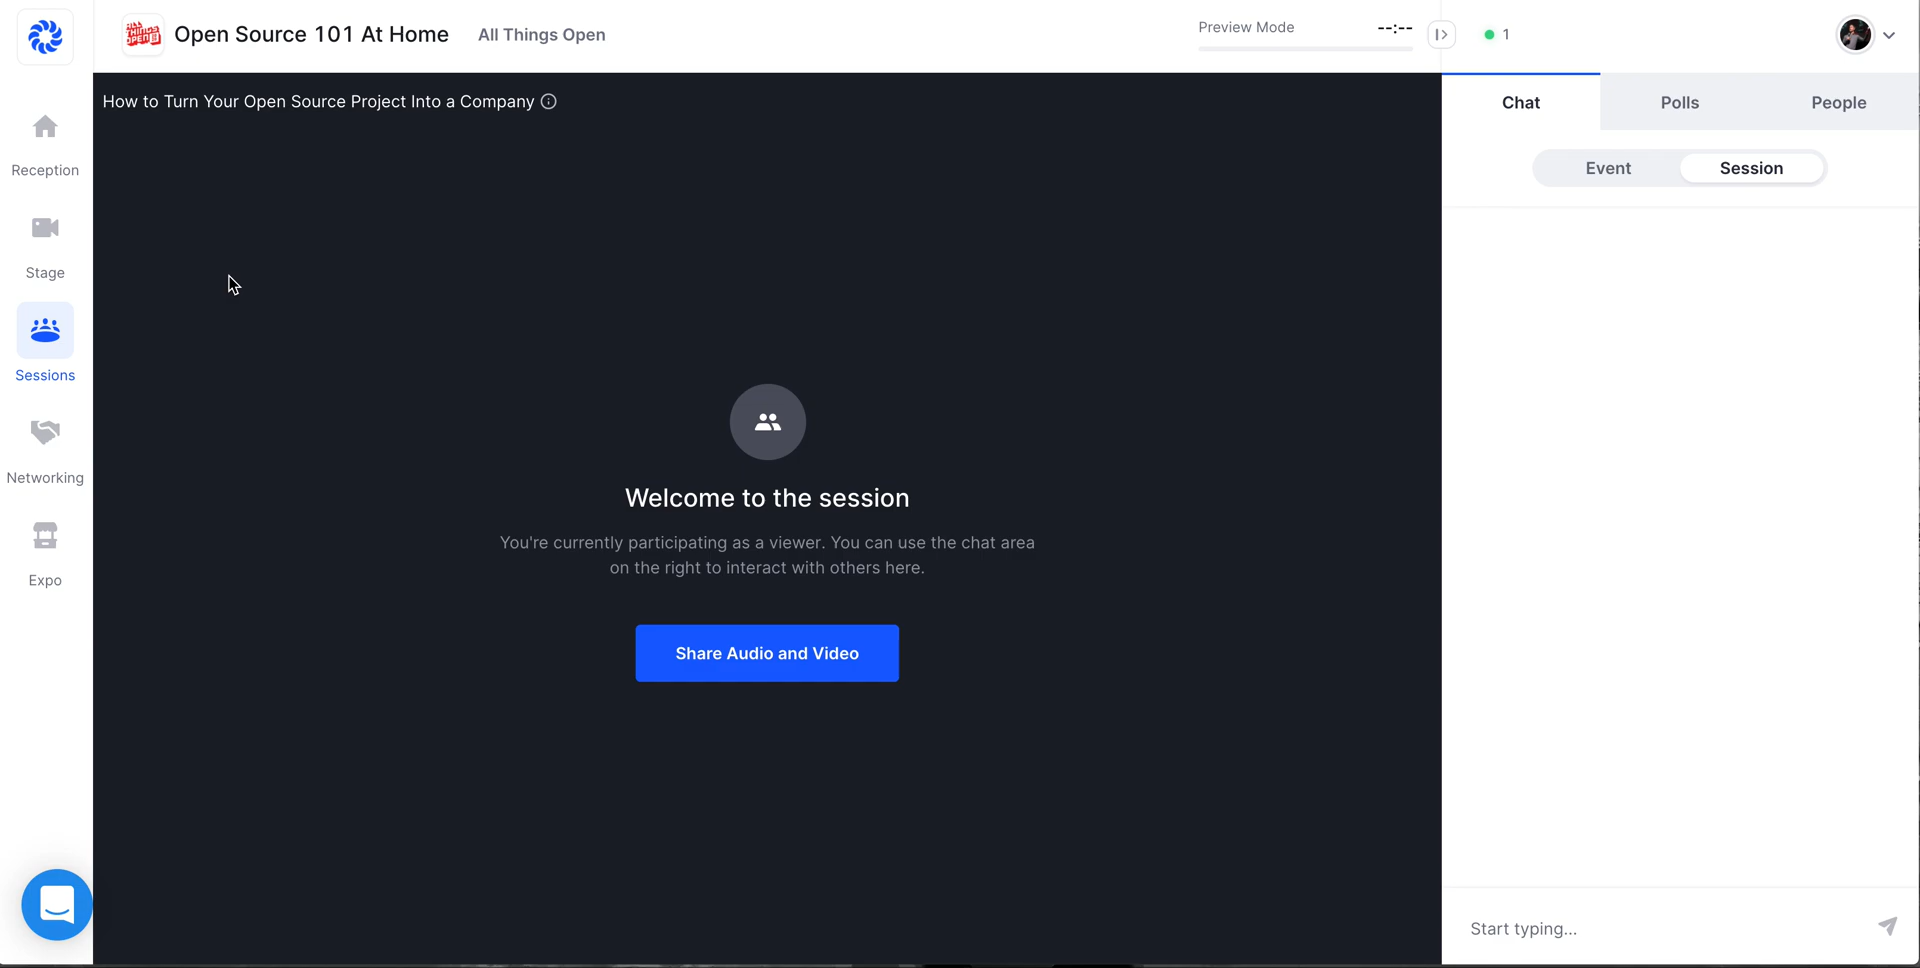 Open Source 101 At Home
All Things Open
Preview Mode
--:--
1
Reception
Stage
Sessions
Networking
Expo
How to Turn Your Open Source Project Into a Company
Welcome to the session
You're currently participating as a viewer. You can use the chat area
on the right to interact with others here.
Share Audio and Video
Chat
Polls
People
Event
Session
Start typing...
ALL
THINGS
OPEN